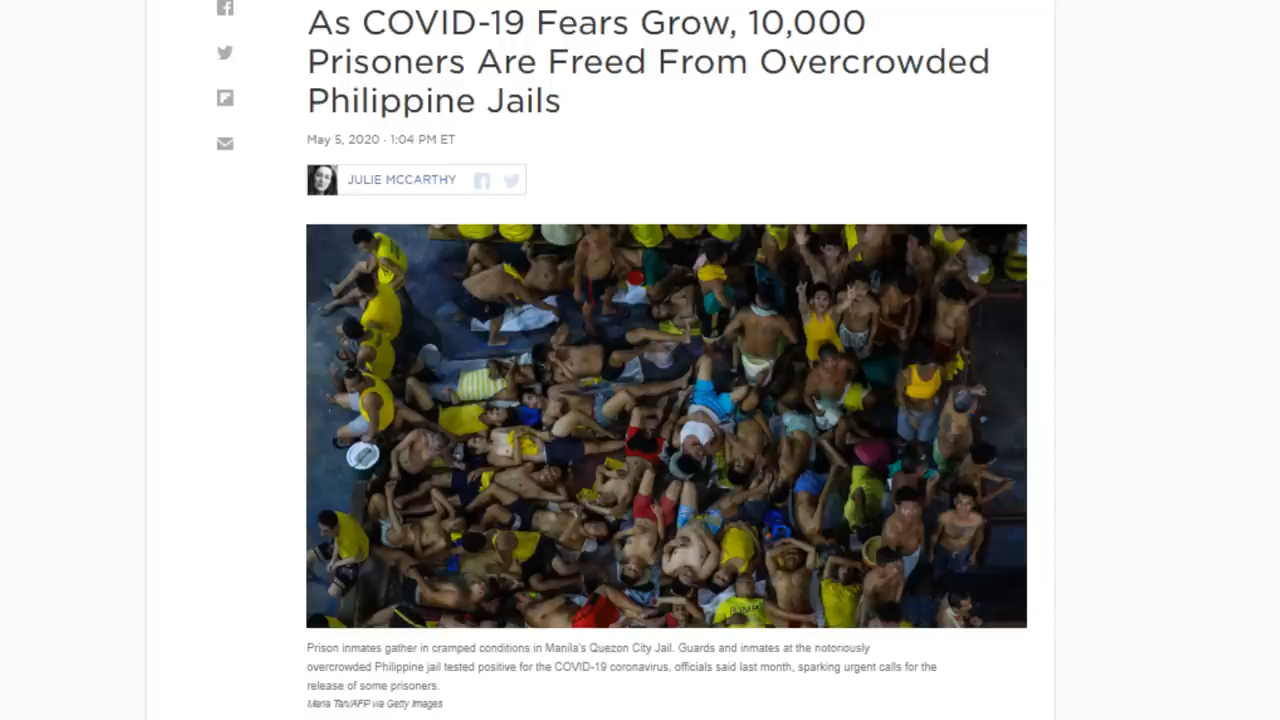 As COVID-19 Fears Grow, 10,000
Prisoners Are Freed From Overcrowded
Philippine Jails
May 5, 2020 · 1:04 PM ET
JULIE MCCARTHY
Prison inmates gather in cramped conditions in Manila's Quezon City Jail. Guards and inmates at the notoriously
overcrowded Philippine jail tested positive for the COVID-19 coronavirus, officials said last month, sparking urgent calls for the
release of some prisoners.
Maria Tan/AFP via Getty Images